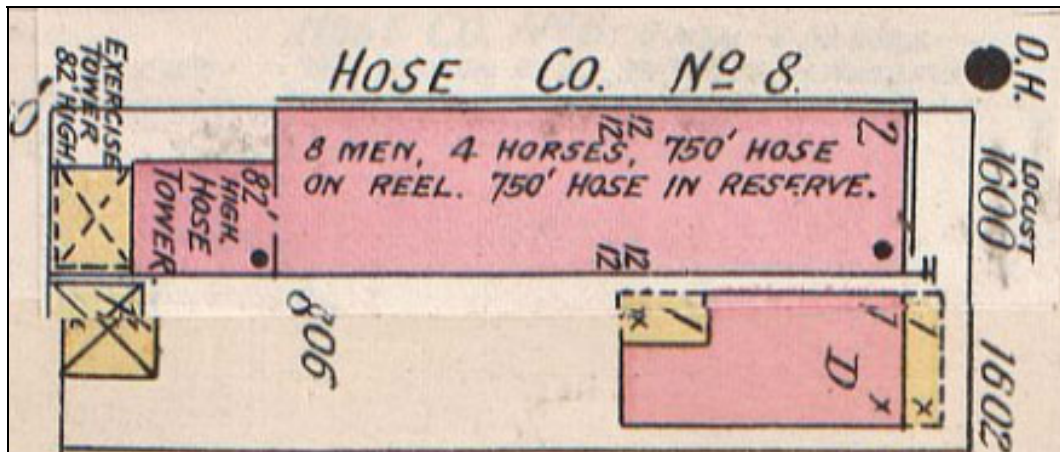 HOSE CO. Nº 8.
8 MEN, 4 HORSES, 750' HOSE
ON REEL. 750' HOSE IN RESERVE.
2
12
12
12
12
EXERCISE
TOWER
82' HIGH.
82'
HIGH.
HOSE
TOWER.
D.H.
LOCUST
1600
1602
806
D
1
1
x
x
x